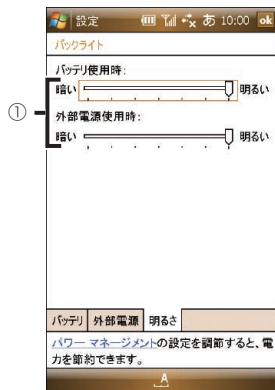 設定 あ 10:00 ok
バックライト
バッテリ使用時:
暗い 明るい
①
外部電源使用時:
暗い 明るい
バッテリ 外部電源 明るさ
パワー マネージメントの設定を調節すると、電
力を節約できます。
A